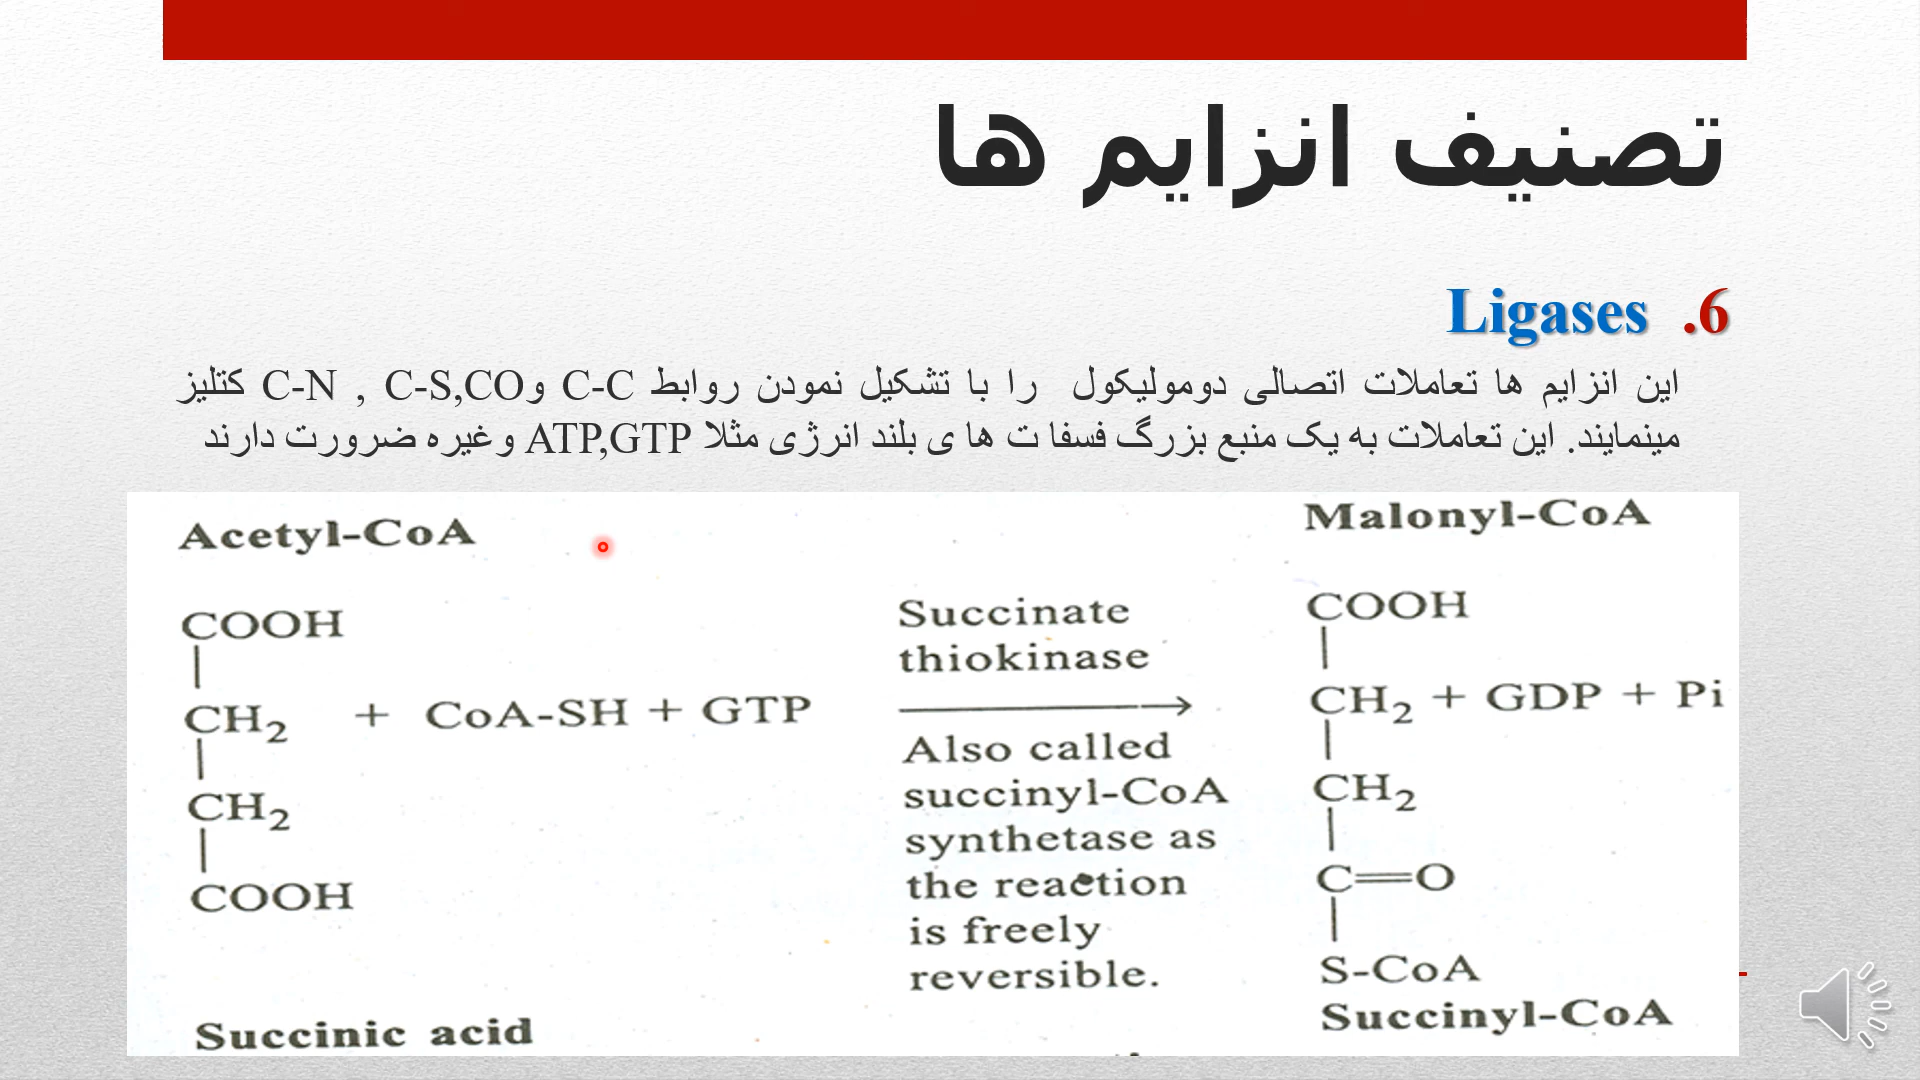 تصنیف انزایم ها
6. Ligases
این انزایم ها تعاملات اتصالی دومولیکول را با تشکیل نمودن روابط C-C وC-N , C-S,CO کتلیز
مینمایند. این تعاملات به یک منبع بزرگ فسفا ت ها ی بلند انرژی مثلا ATP,GTP وغیره ضرورت دارند
Acetyl-CoA
Malonyl-CoA
COOH
|
CH2 + CoA-SH + GTP
|
CH2
|
COOH
Succinic acid
Succinate
thiokinase
→
Also called
succinyl-CoA
synthetase as
the reaction
is freely
reversible.
COOH
|
CH2 + GDP + Pi
|
CH2
|
C=O
|
S-CoA
Succinyl-CoA